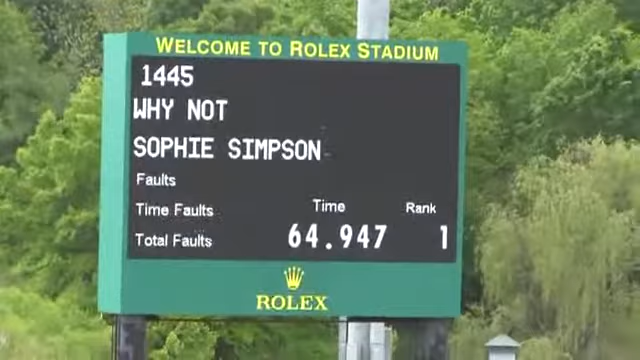 WELCOME TO ROLEX STADIUM
1445
WHY NOT
SOPHIE SIMPSON
Faults
Time Faults Time Rank
Total Faults 64.947 1
ROLEX